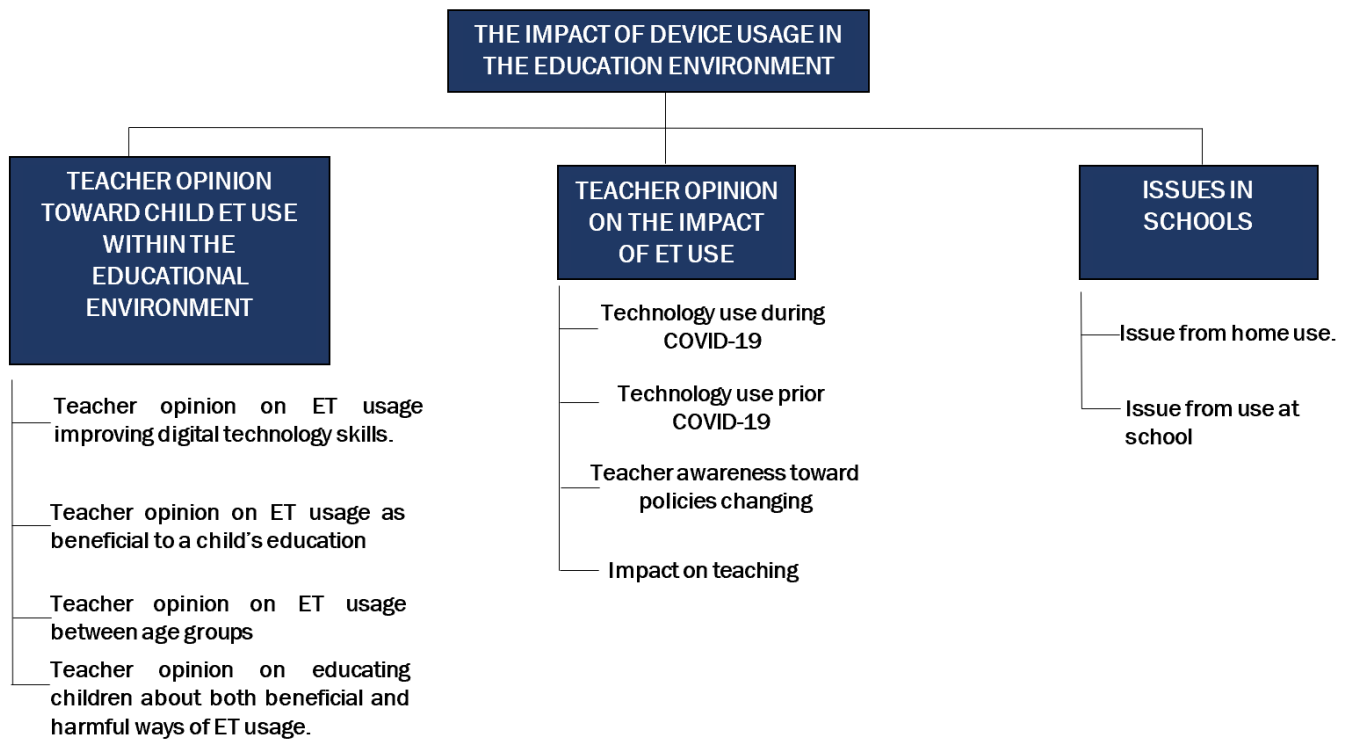 THE IMPACT OF DEVICE USAGE IN
THE EDUCATION ENVIRONMENT
TEACHER OPINION
TOWARD CHILD ET USE
WITHIN THE
EDUCATIONAL
ENVIRONMENT
Teacher opinion on ET usage
improving digital technology skills.
Teacher opinion on ET usage as
beneficial to a child's education
Teacher opinion on ET usage
between age groups
Teacher opinion on educating
children about both beneficial and
harmful ways of ET usage.
TEACHER OPINION
ON THE IMPACT
OF ET USE
Technology use during
COVID-19
Technology use prior
COVID-19
Teacher awareness toward
policies changing
Impact on teaching
ISSUES IN
SCHOOLS
Issue from home use.
Issue from use at
school